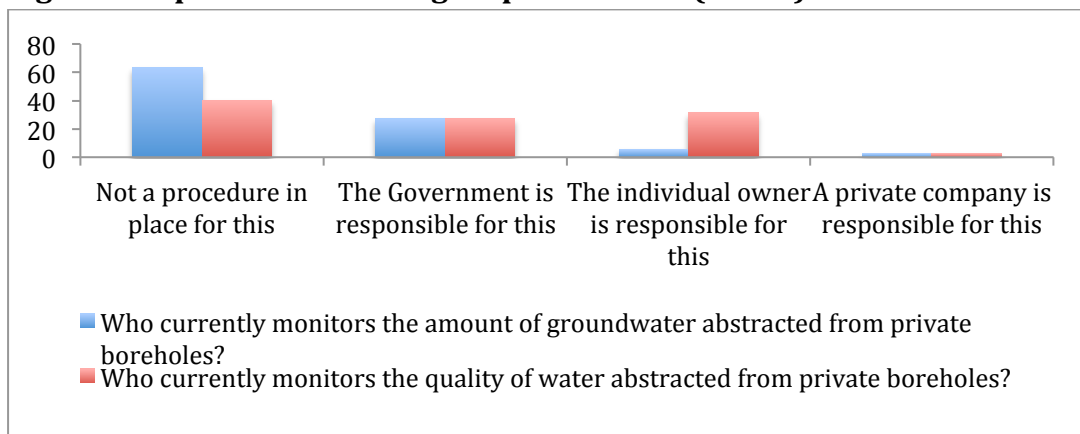 80
60
40
20
0
Not a procedure in
place for this
The Government is
responsible for this
The individual owner
is responsible for
this
A private company is
responsible for this
Who currently monitors the amount of groundwater abstracted from private
boreholes?
Who currently monitors the quality of water abstracted from private boreholes?